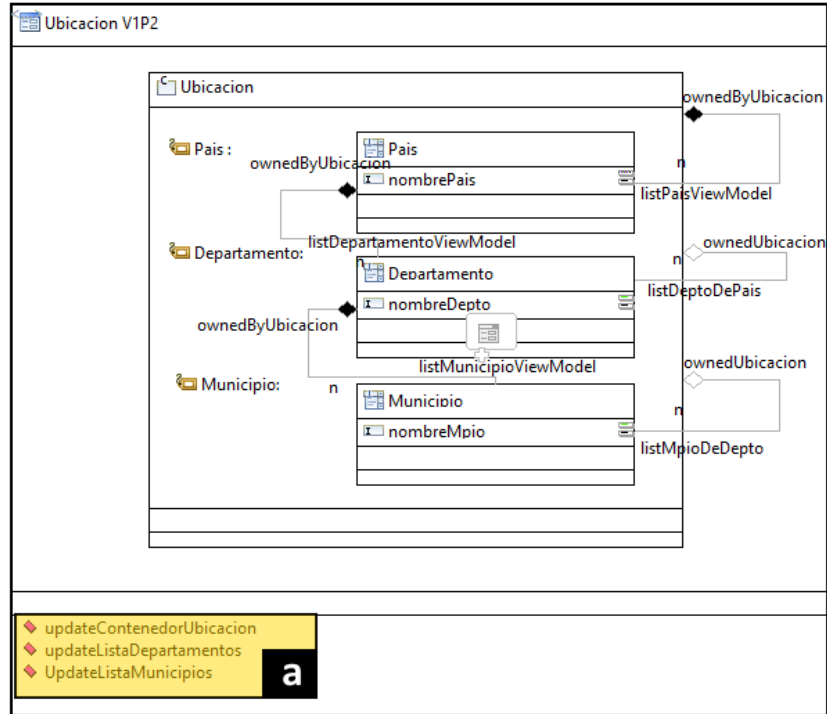 Ubicacion V1P2
Ubicacion
ownedByUbicacion
Pais :
Pais
ownedByUbicacion
n
nombrePais
listPaisViewModel
listDepartamentoViewModel
ownedUbicacion
Departamento:
n
n
Departamento
listDeptoDePais
nombreDepto
ownedByUbicacion
listMunicipioViewModel
ownedUbicacion
Municipio:
n
Municipio
n
nombreMpio
listMpioDeDepto
updateContenedorUbicacion
updateListaDepartamentos
UpdateListaMunicipios
a